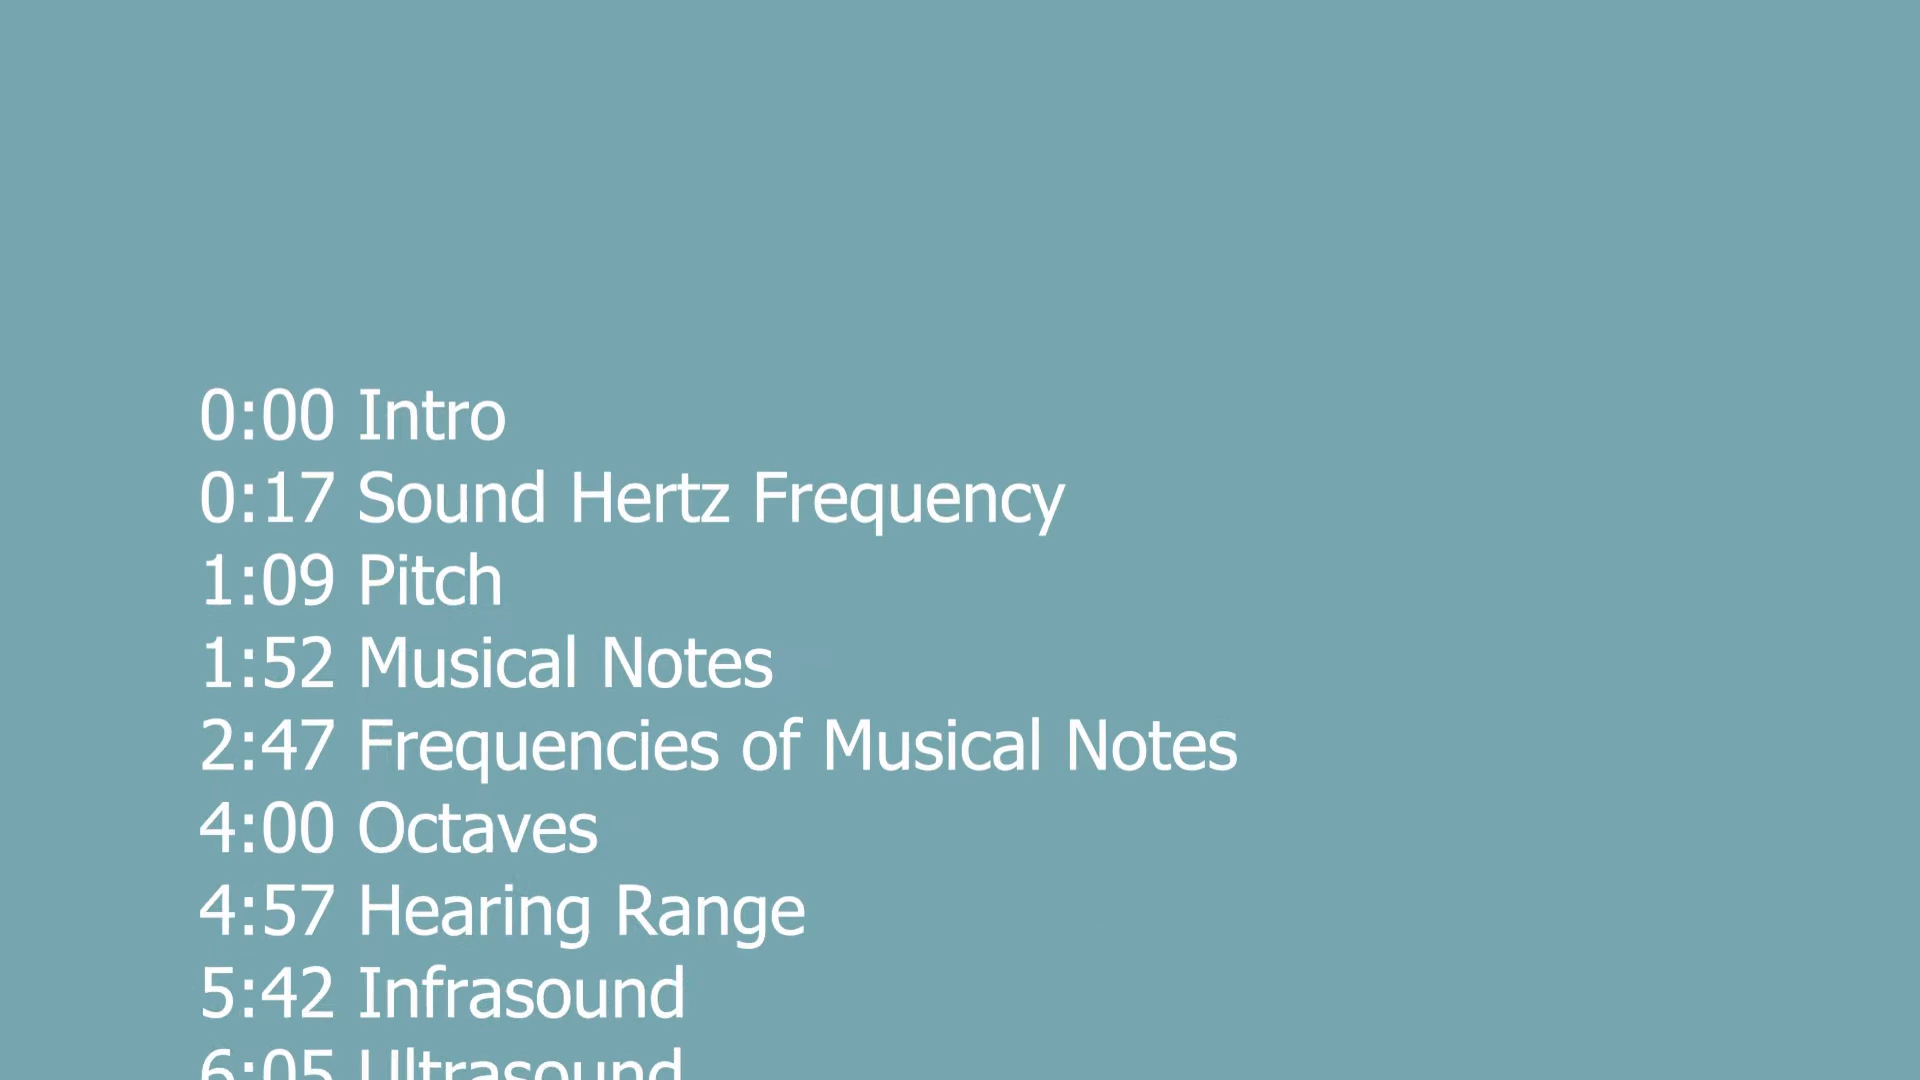 0:00 Intro
0:17 Sound Hertz Frequency
1:09 Pitch
1:52 Musical Notes
2:47 Frequencies of Musical Notes
4:00 Octaves
4:57 Hearing Range
5:42 Infrasound
6:05 Ultrasound